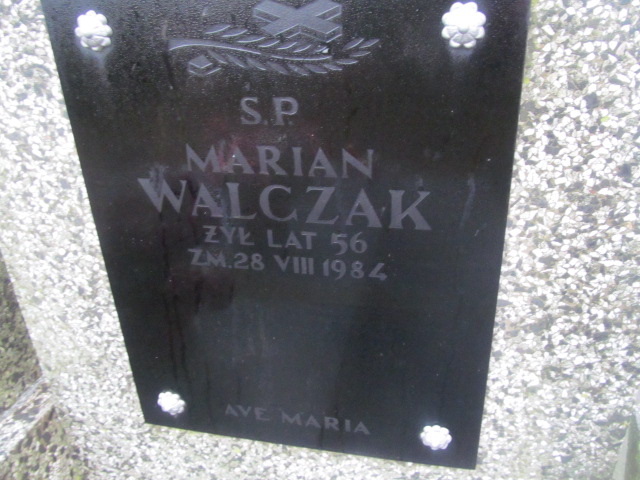 S.P
MARIAN
WALCZAK
ŻYŁ LAT 56
ZM.28 VIII 1984
AVE MARIA